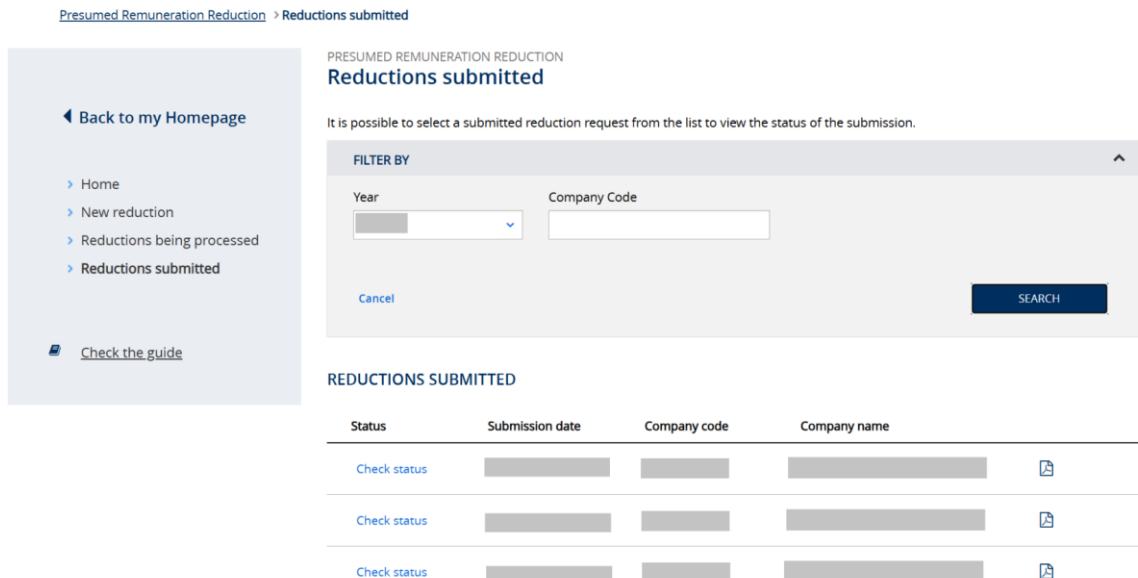 Presumed Remuneration Reduction > Reductions submitted
Back to my Homepage
Home
New reduction
Reductions being processed
Reductions submitted
Check the guide
PRESUMED REMUNERATION REDUCTION
Reductions submitted
It is possible to select a submitted reduction request from the list to view the status of the submission.
FILTER BY
Year Company Code
Cancel SEARCH
REDUCTIONS SUBMITTED
Status Submission date Company code Company name
Check status
Check status
Check status